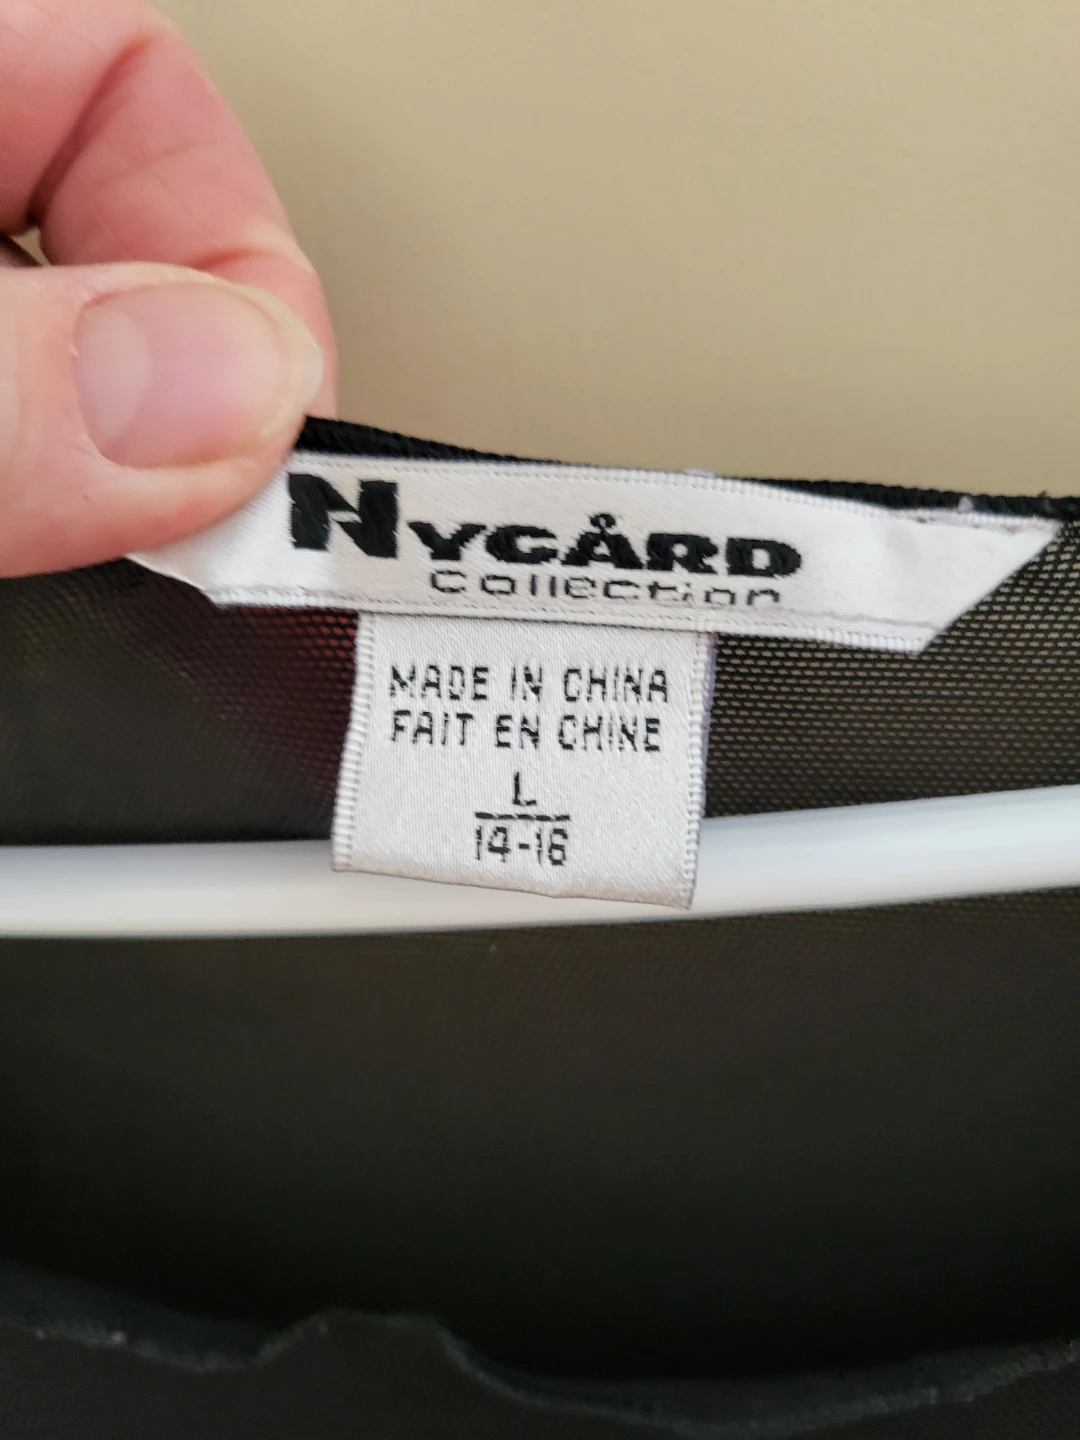 NYGÅRD
Collection
MADE IN CHINA
FAIT EN CHINE
L
14-16